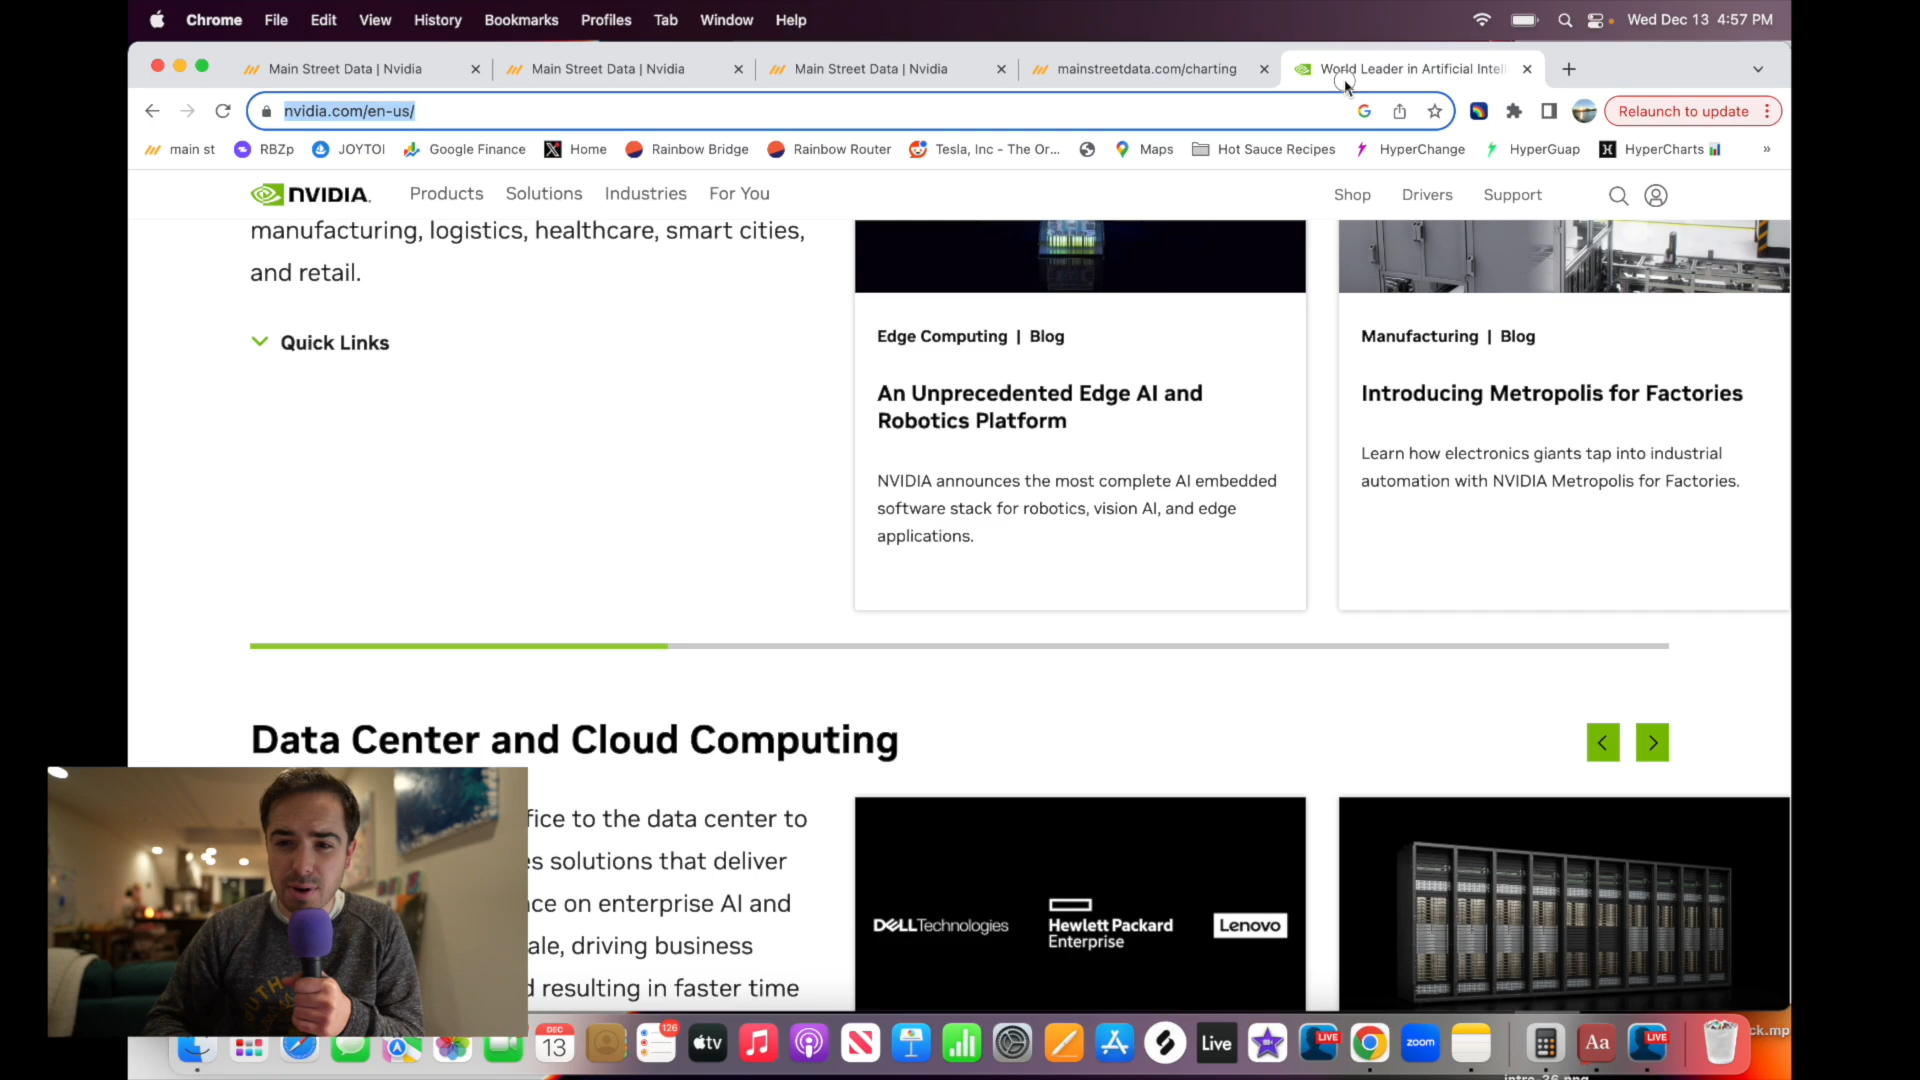 Chrome File Edit View History Bookmarks Profiles Tab Window Help Wed Dec 13 4:57 PM
Main Street Data | Nvidia Main Street Data | Nvidia Main Street Data | Nvidia mainstreetdata.com/charting World Leader in Artificial Intel
nvidia.com/en-us/ Relaunch to update
main st RBZp JOYTOI Google Finance Home Rainbow Bridge Rainbow Router Tesla, Inc - The Or... Maps Hot Sauce Recipes HyperChange HyperGuap HyperCharts »
NVIDIA. Products Solutions Industries For You Shop Drivers Support
manufacturing, logistics, healthcare, smart cities,
and retail.
Quick Links
Edge Computing | Blog
An Unprecedented Edge AI and
Robotics Platform
NVIDIA announces the most complete AI embedded
software stack for robotics, vision AI, and edge
applications.
Manufacturing | Blog
Introducing Metropolis for Factories
Learn how electronics giants tap into industrial
automation with NVIDIA Metropolis for Factories.
Data Center and Cloud Computing
fice to the data center to
es solutions that deliver
nce on enterprise AI and
ale, driving business
d resulting in faster time
DELLTechnologies
Hewlett Packard
Enterprise
Lenovo
DEC
13
126
tv
Live
LIVE
zoom
Aa
LIVE
ck.mp